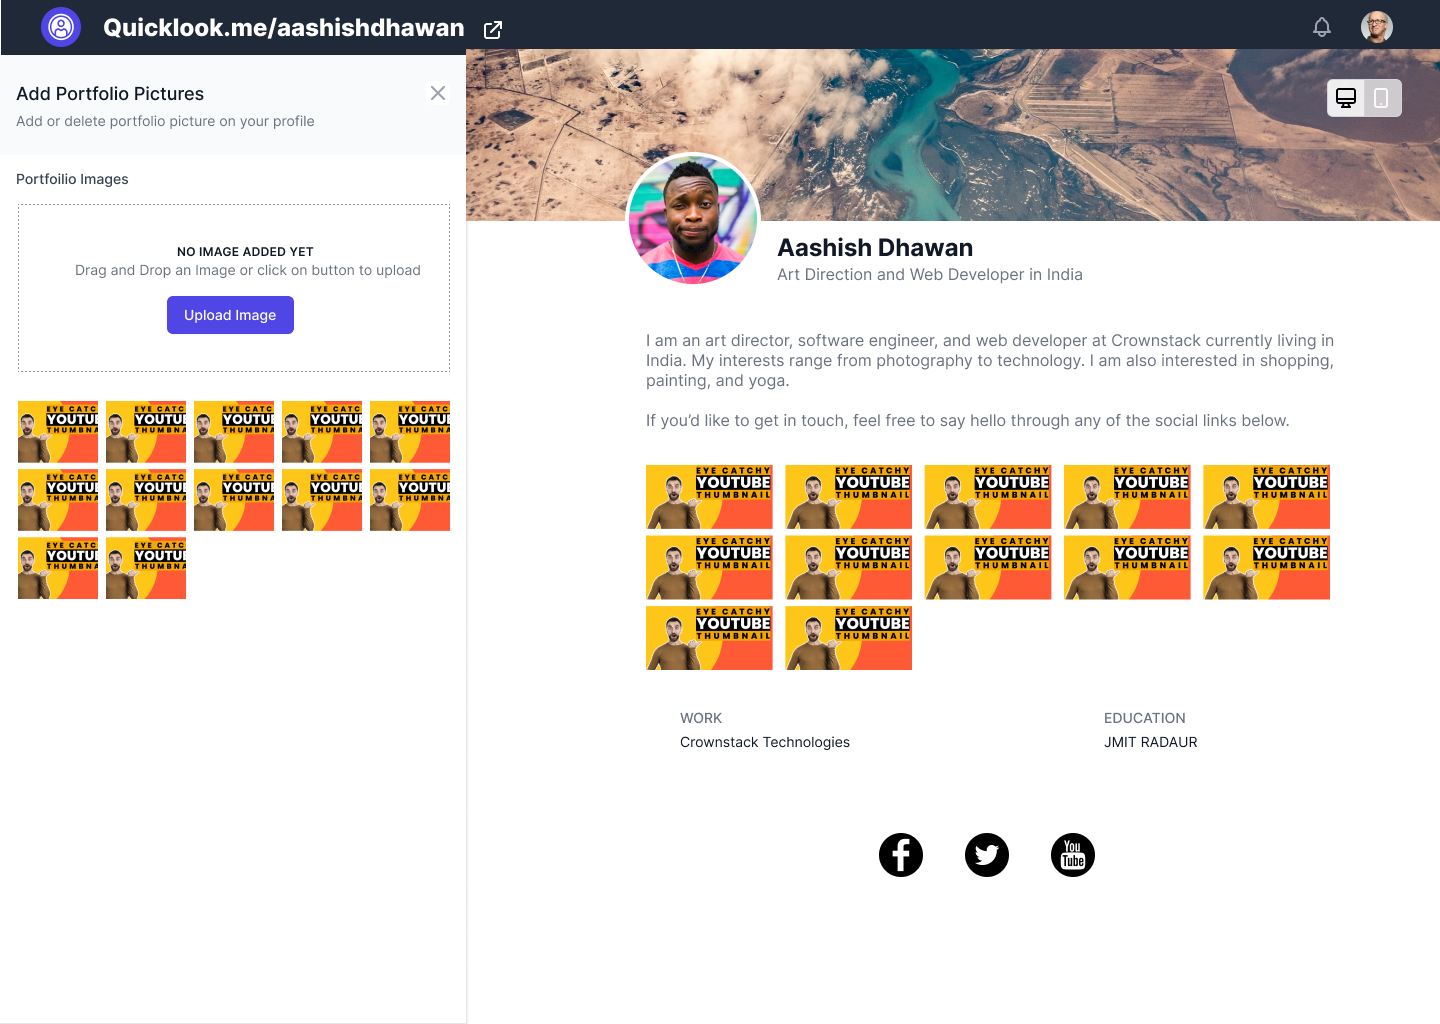 Quicklook.me/aashishdhawan
Add Portfolio Pictures
Add or delete portfolio picture on your profile
Portfoilio Images
NO IMAGE ADDED YET
Drag and Drop an Image or click on button to upload
Upload Image
EYE CATC EYE CATC EYE CATC EYE CATC EYE CATC
YOUTU YOUTU YOUTU YOUTU YOUTU
THUMBNA THUMBNA THUMBNA THUMBNA THUMBNA
EYE CATC EYE CATC EYE CATC EYE CATC EYE CATC
YOUTU YOUTU YOUTU YOUTU YOUTU
THUMBNA THUMBNA THUMBNA THUMBNA THUMBNA
EYE CATC EYE CATC
YOUTU YOUTU
THUMBNA THUMBNA
Aashish Dhawan
Art Direction and Web Developer in India
I am an art director, software engineer, and web developer at Crownstack currently living in
India. My interests range from photography to technology. I am also interested in shopping,
painting, and yoga.
If you’d like to get in touch, feel free to say hello through any of the social links below.
EYE CATCHY EYE CATCHY EYE CATCHY EYE CATCHY EYE CATCHY
YOUTUBE YOUTUBE YOUTUBE YOUTUBE YOUTUBE
THUMBNAIL THUMBNAIL THUMBNAIL THUMBNAIL THUMBNAIL
EYE CATCHY EYE CATCHY EYE CATCHY EYE CATCHY EYE CATCHY
YOUTUBE YOUTUBE YOUTUBE YOUTUBE YOUTUBE
THUMBNAIL THUMBNAIL THUMBNAIL THUMBNAIL THUMBNAIL
EYE CATCHY EYE CATCHY
YOUTUBE YOUTUBE
THUMBNAIL THUMBNAIL
WORK
Crownstack Technologies
EDUCATION
JMIT RADAUR
You
Tube